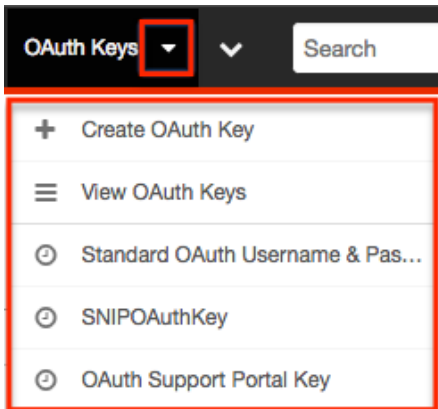 OAuth Keys
Search
Create OAuth Key
View OAuth Keys
Standard OAuth Username & Pas...
SNIPOAuthKey
OAuth Support Portal Key